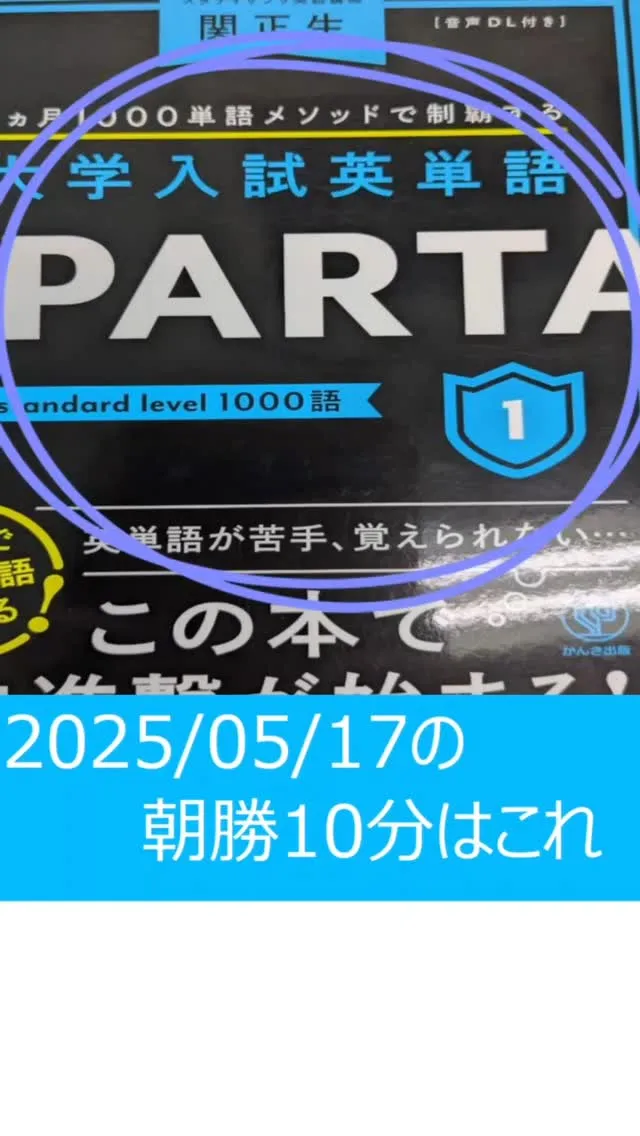 関正生
[音声DL付き]
ヵ月1000単語メソッドで制覇する
大学入試英単語
PARTA
standard level 1000語
1
英単語が苦手、覚えられない…
この本で
かんき出版
2025/05/17の
朝勝10分はこれ